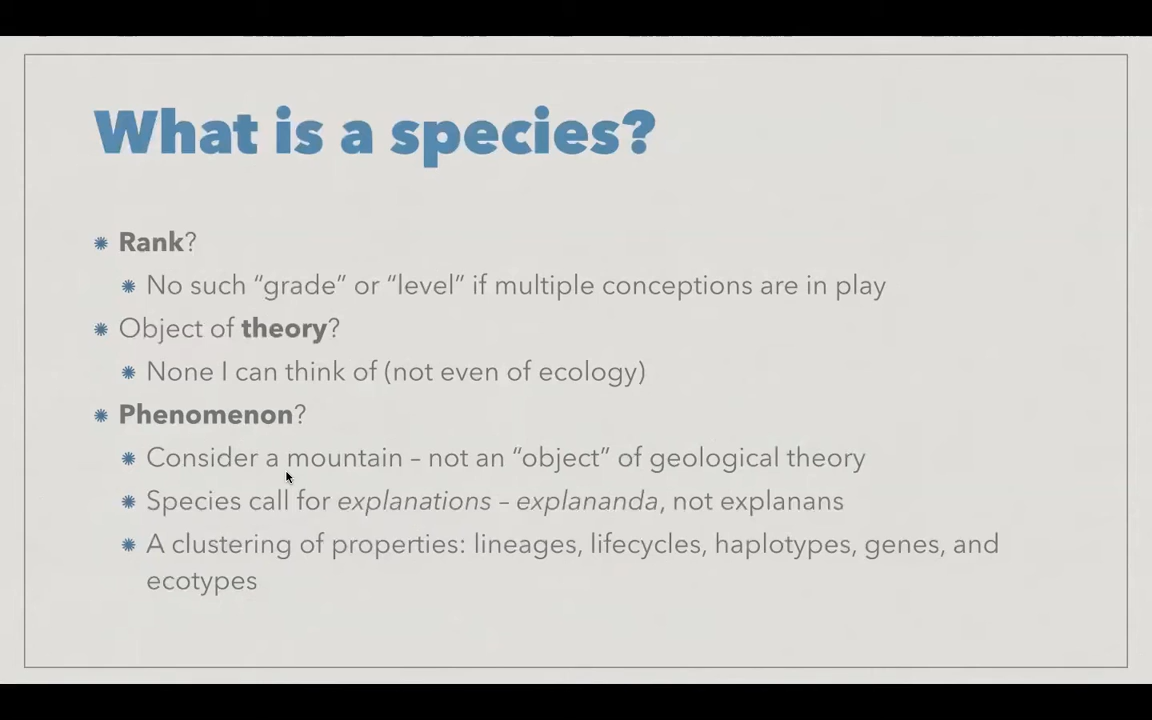 What is a species?
Rank?
No such “grade” or “level” if multiple conceptions are in play
Object of theory?
None I can think of (not even of ecology)
Phenomenon?
Consider a mountain – not an “object” of geological theory
Species call for explanations – explananda, not explanans
A clustering of properties: lineages, lifecycles, haplotypes, genes, and
ecotypes